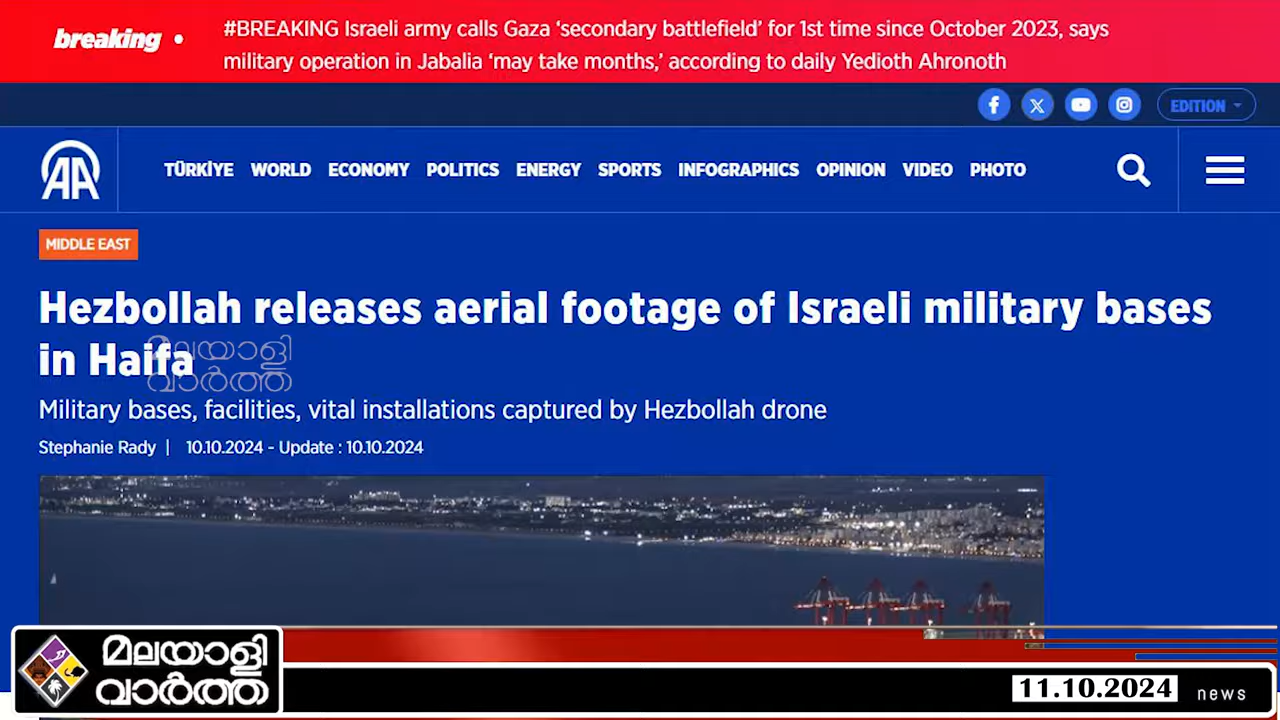 breaking
#BREAKING Israeli army calls Gaza ‘secondary battlefield’ for 1st time since October 2023, says
military operation in Jabalia ‘may take months,’ according to daily Yedioth Ahronoth
EDITION
AA
TÜRKİYE WORLD ECONOMY POLITICS ENERGY SPORTS INFOGRAPHICS OPINION VIDEO PHOTO
MIDDLE EAST
Hezbollah releases aerial footage of Israeli military bases
in Haifa
മലയാളി
വാർത്ത
Military bases, facilities, vital installations captured by Hezbollah drone
Stephanie Rady | 10.10.2024 - Update : 10.10.2024
മലയാളി
വാർത്ത
11.10.2024 news